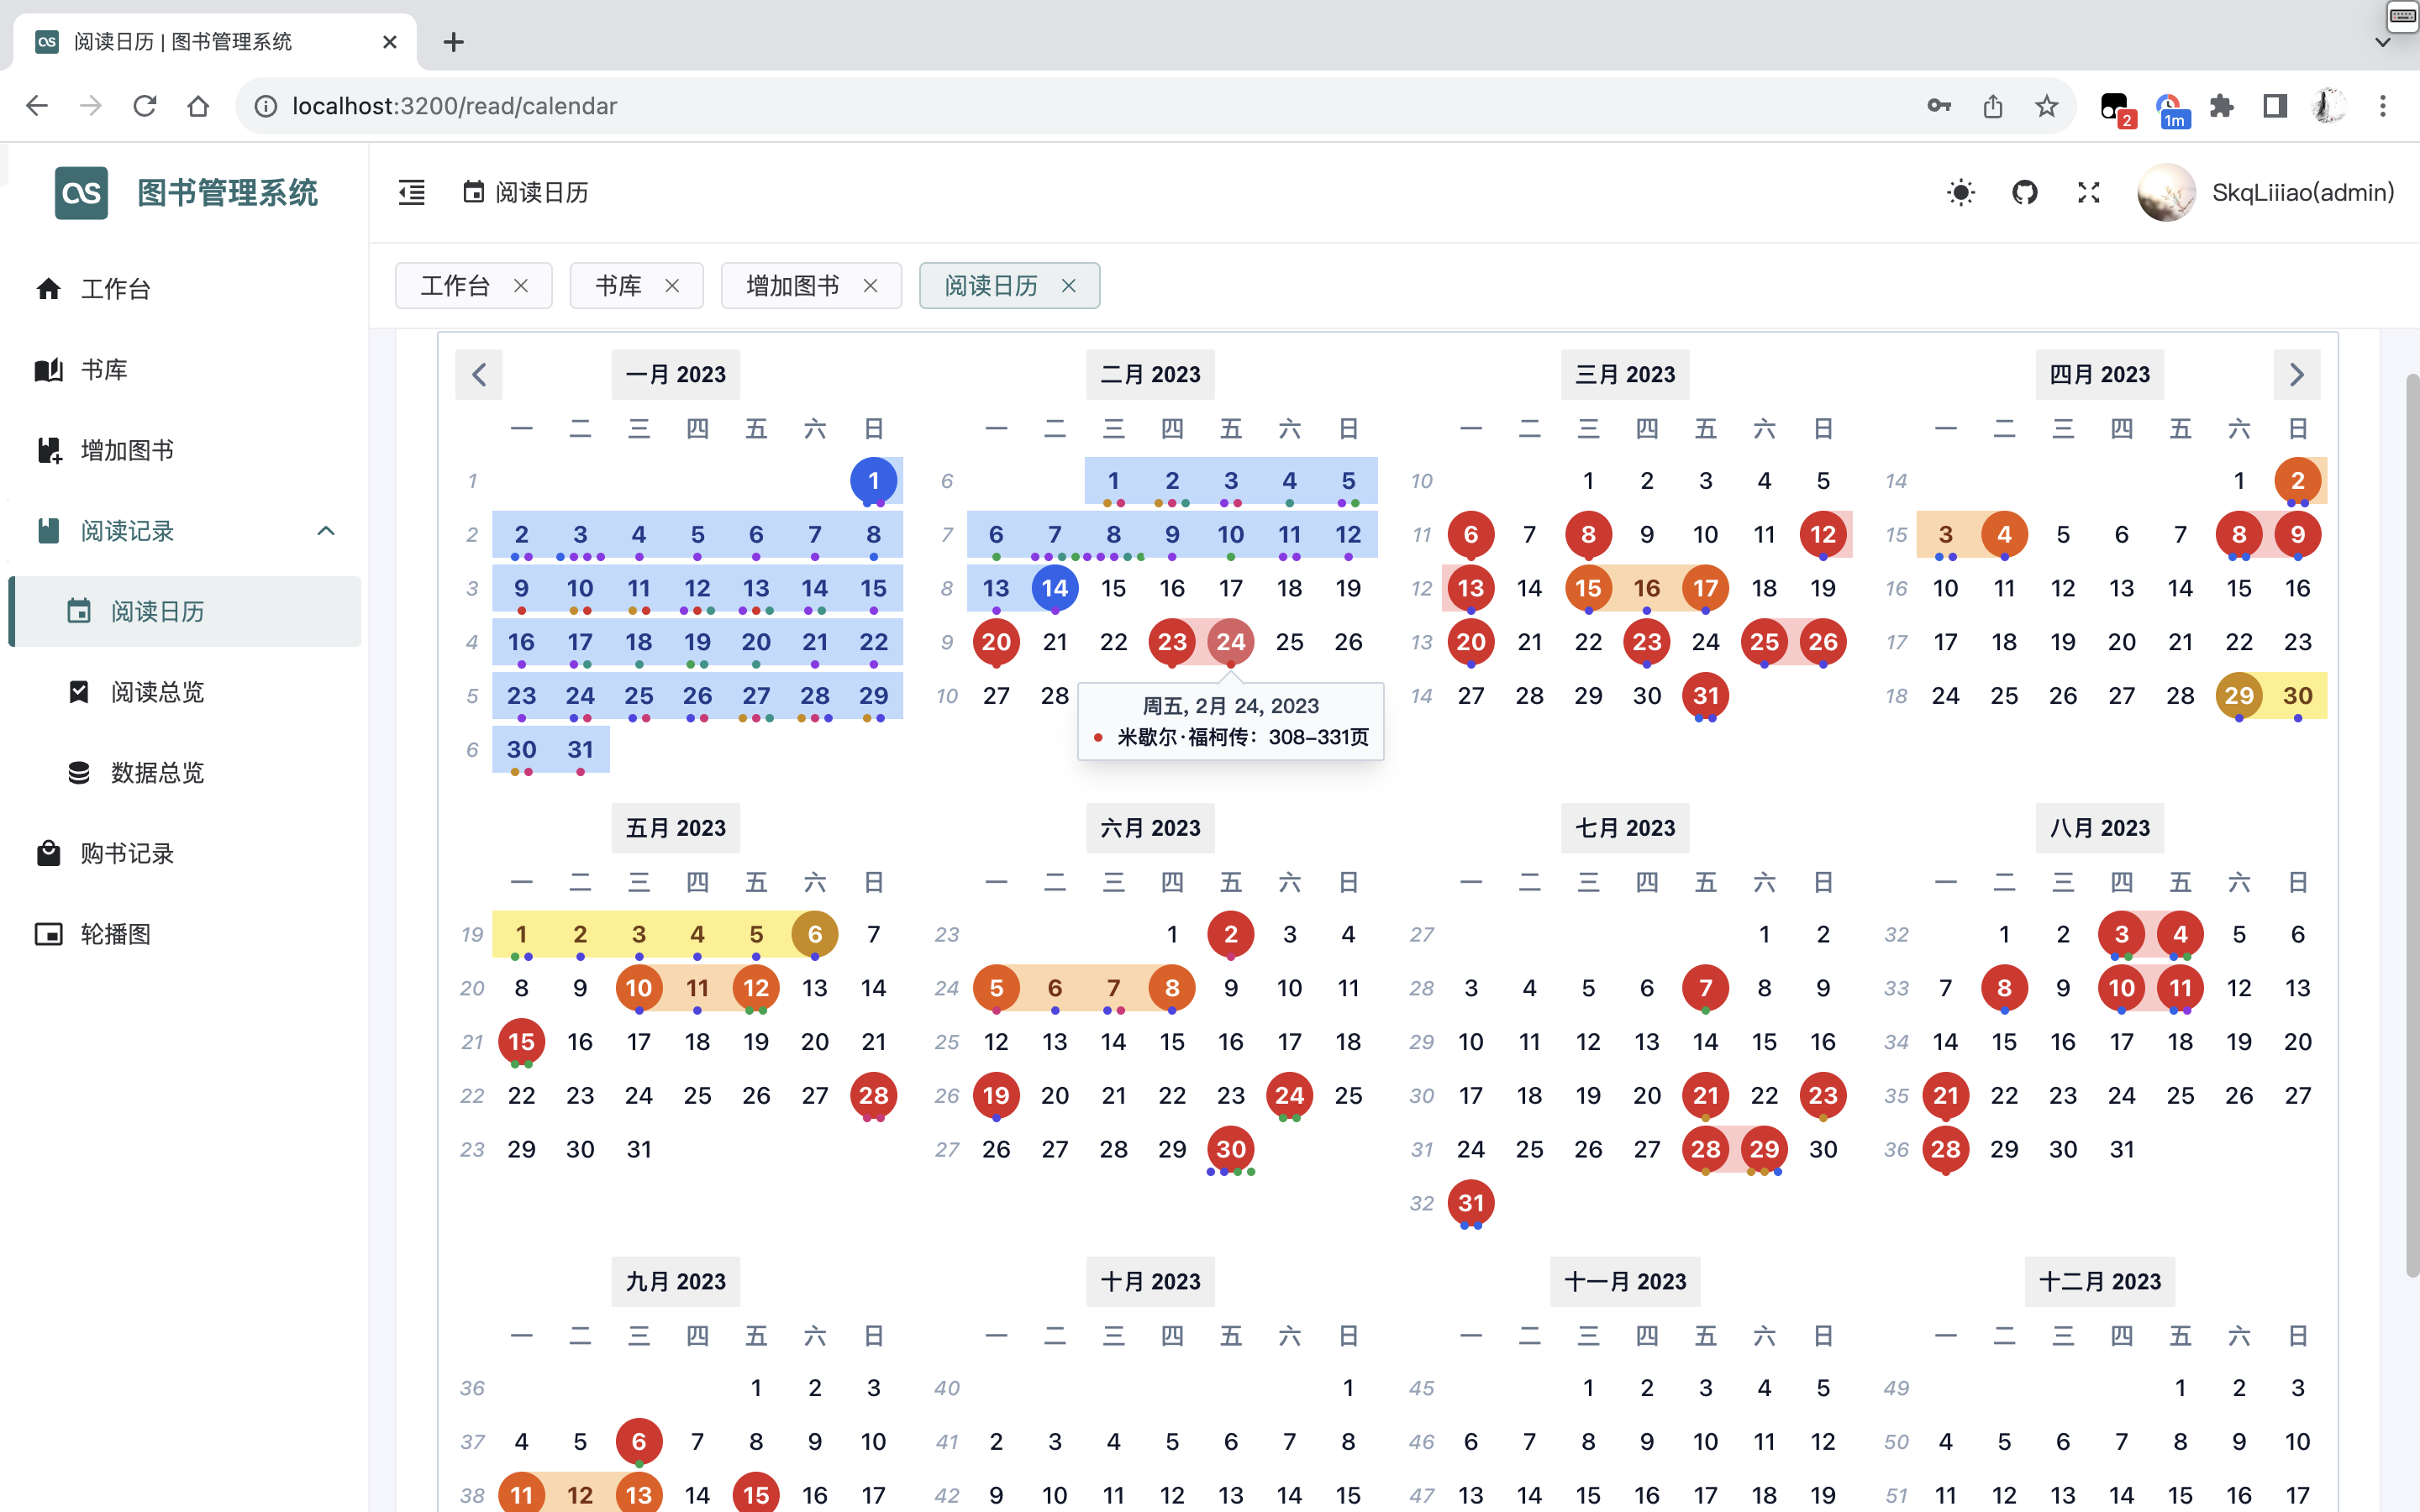 阅读日历 | 图书管理系统
localhost:3200/read/calendar
2
1m
图书管理系统
阅读日历
SkqLiiiao(admin)
工作台
书库
增加图书
阅读日历
工作台
书库
增加图书
阅读记录
阅读日历
阅读总览
数据总览
购书记录
轮播图
一月 2023
一 二 三 四 五 六 日
1 1
2 2 3 4 5 6 7 8
3 9 10 11 12 13 14 15
4 16 17 18 19 20 21 22
5 23 24 25 26 27 28 29
6 30 31
二月 2023
一 二 三 四 五 六 日
6 1 2 3 4 5
7 6 7 8 9 10 11 12
8 13 14 15 16 17 18 19
9 20 21 22 23 24 25 26
10 27 28
周五, 2月 24, 2023
米歇尔·福柯传：308–331页
三月 2023
一 二 三 四 五 六 日
10 1 2 3 4 5
11 6 7 8 9 10 11 12
12 13 14 15 16 17 18 19
13 20 21 22 23 24 25 26
14 27 28 29 30 31
四月 2023
一 二 三 四 五 六 日
14 1 2
15 3 4 5 6 7 8 9
16 10 11 12 13 14 15 16
17 17 18 19 20 21 22 23
18 24 25 26 27 28 29 30
五月 2023
一 二 三 四 五 六 日
19 1 2 3 4 5 6 7
20 8 9 10 11 12 13 14
21 15 16 17 18 19 20 21
22 22 23 24 25 26 27 28
23 29 30 31
六月 2023
一 二 三 四 五 六 日
23 1 2 3 4
24 5 6 7 8 9 10 11
25 12 13 14 15 16 17 18
26 19 20 21 22 23 24 25
27 26 27 28 29 30
七月 2023
一 二 三 四 五 六 日
27 1 2
28 3 4 5 6 7 8 9
29 10 11 12 13 14 15 16
30 17 18 19 20 21 22 23
31 24 25 26 27 28 29 30
32 31
八月 2023
一 二 三 四 五 六 日
32 1 2 3 4 5 6
33 7 8 9 10 11 12 13
34 14 15 16 17 18 19 20
35 21 22 23 24 25 26 27
36 28 29 30 31
九月 2023
一 二 三 四 五 六 日
36 1 2 3
37 4 5 6 7 8 9 10
38 11 12 13 14 15 16 17
十月 2023
一 二 三 四 五 六 日
40 1
41 2 3 4 5 6 7 8
42 9 10 11 12 13 14 15
十一月 2023
一 二 三 四 五 六 日
45 1 2 3 4 5
46 6 7 8 9 10 11 12
47 13 14 15 16 17 18 19
十二月 2023
一 二 三 四 五 六 日
49 1 2 3
50 4 5 6 7 8 9 10
51 11 12 13 14 15 16 17